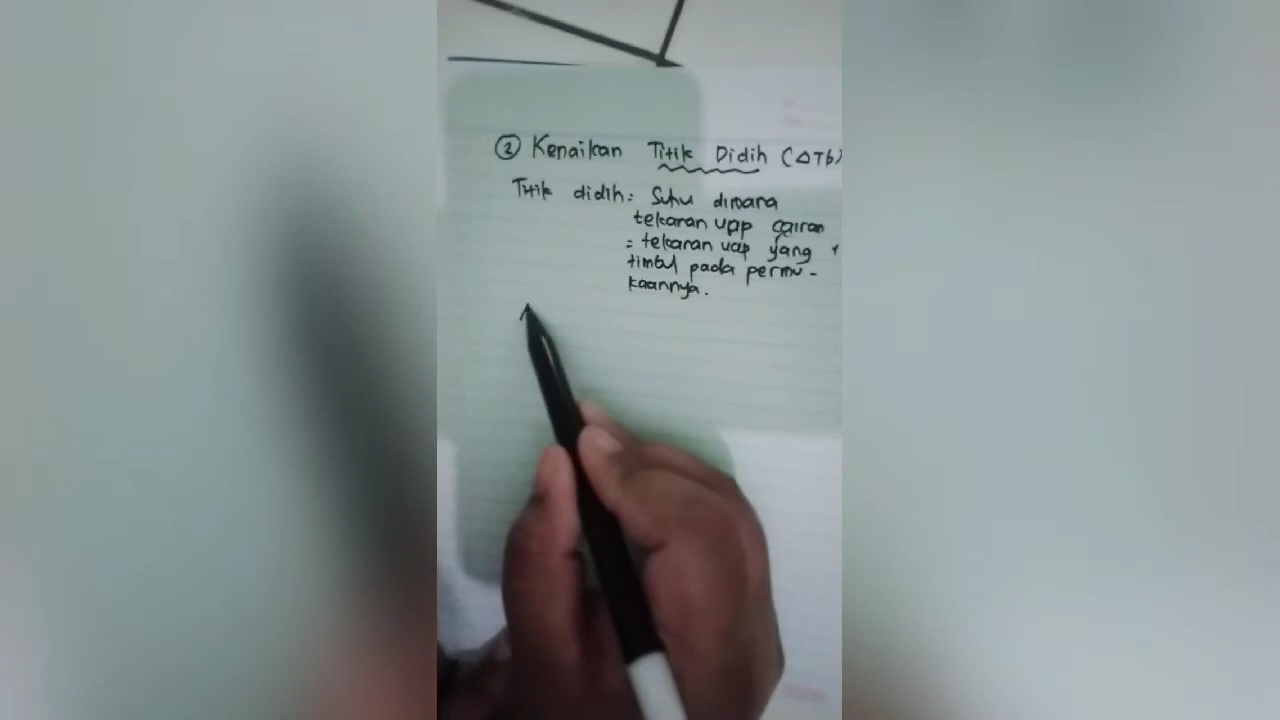 ② Kenaikan Titik Didih (ΔTb)
Titik didih = Suhu dimana
tekanan uap cairan
= tekanan uap yang
timbul pada permu-
kaannya.